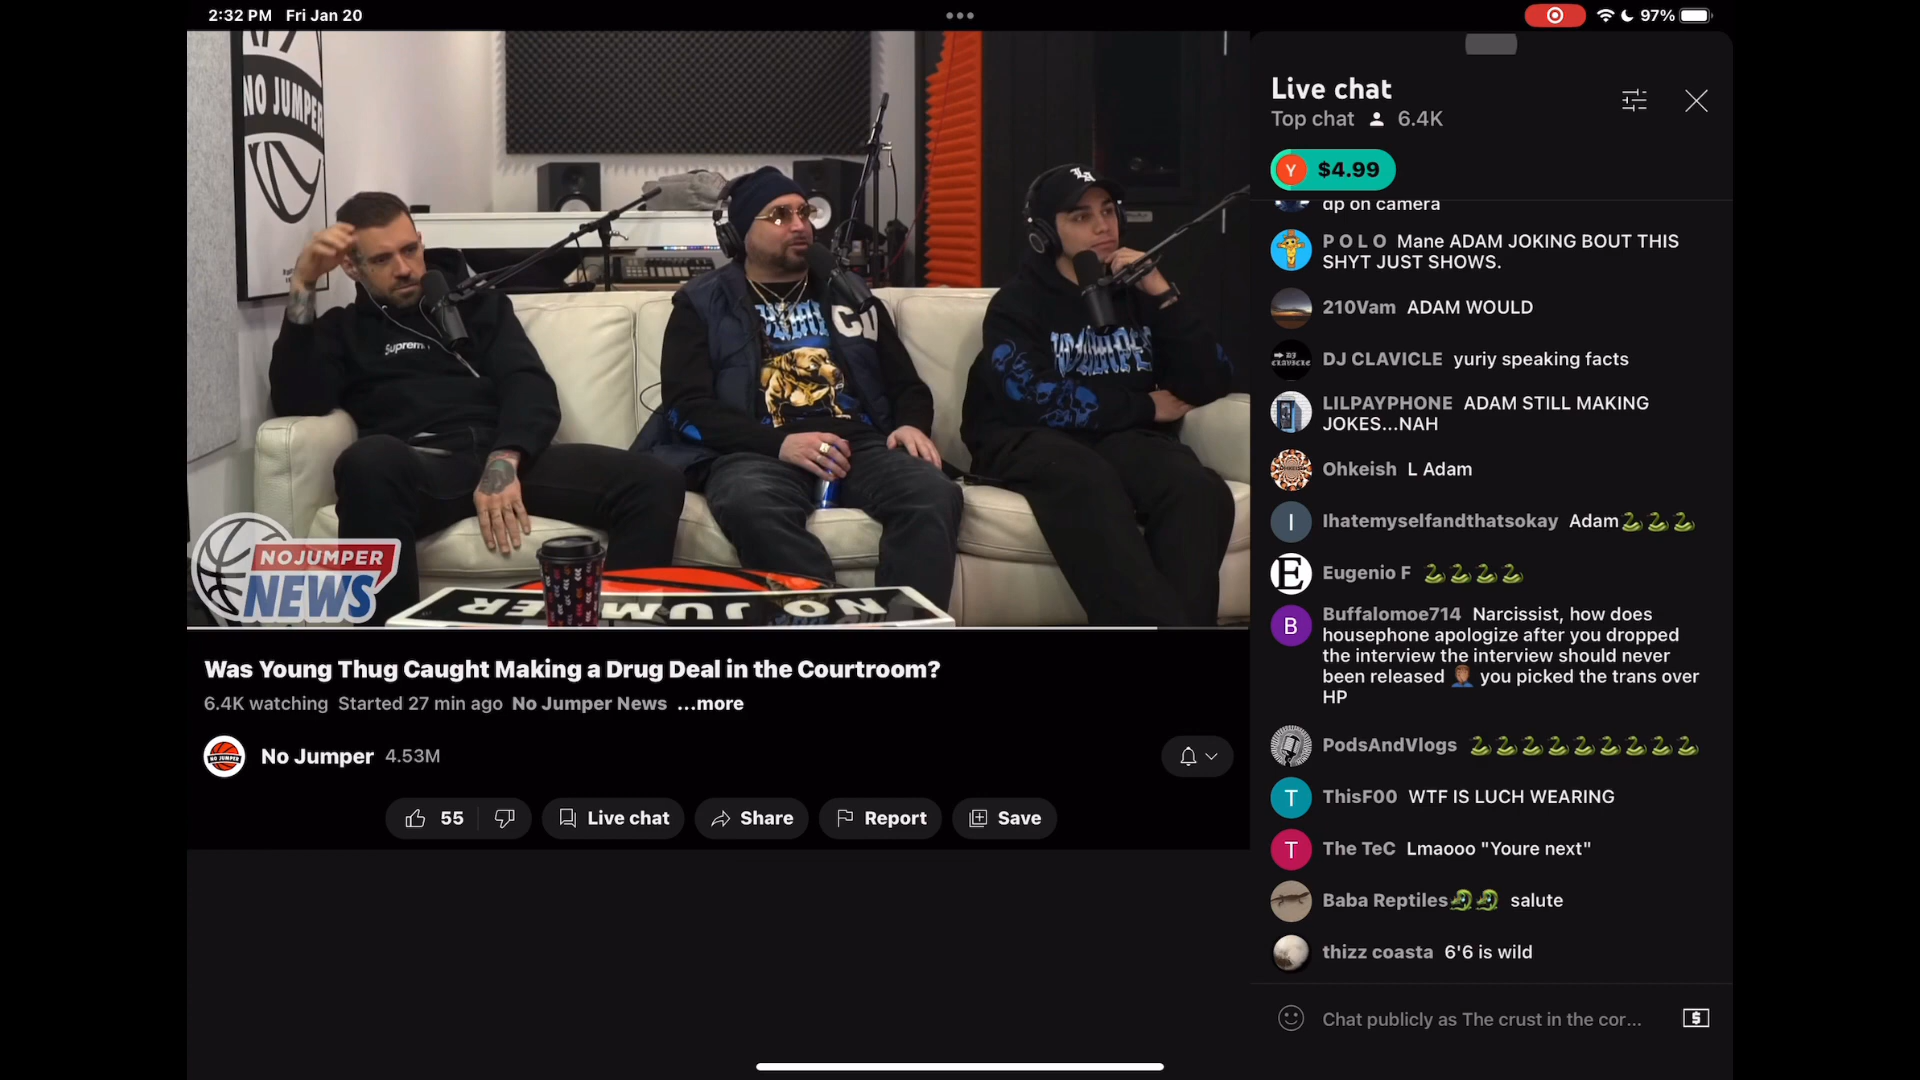 2:32 PM Fri Jan 20
97%
NO JUMPER
LA
Supreme
CD
NOJUMPER
NEWS
NO JUMPER
Was Young Thug Caught Making a Drug Deal in the Courtroom?
6.4K watching Started 27 min ago No Jumper News ...more
No Jumper 4.53M
55
Live chat
Share
Report
Save
Live chat
Top chat 6.4K
Y $4.99
dp on camera
P O L O Mane ADAM JOKING BOUT THIS
SHYT JUST SHOWS.
210Vam ADAM WOULD
DJ CLAVICLE yuriy speaking facts
LILPAYPHONE ADAM STILL MAKING
JOKES...NAH
Ohkeish L Adam
I Ihatemyselfandthatsokay Adam🐍🐍🐍
E Eugenio F 🐍🐍🐍🐍
B Buffalomoe714 Narcissist, how does
housephone apologize after you dropped
the interview the interview should never
been released 🤦🏾‍♂️ you picked the trans over
HP
PodsAndVlogs 🐍🐍🐍🐍🐍🐍🐍🐍🐍
T ThisF00 WTF IS LUCH WEARING
T The TeC Lmaooo "Youre next"
Baba Reptiles🐉🐉 salute
thizz coasta 6'6 is wild
Chat publicly as The crust in the cor...